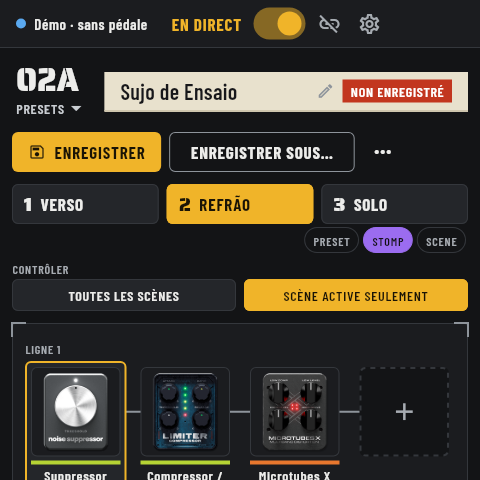 Démo · sans pédale
EN DIRECT
02A
PRESETS
Sujo de Ensaio
NON ENREGISTRÉ
ENREGISTRER
ENREGISTRER SOUS...
1 VERSO
2 REFRÃO
3 SOLO
PRESET
STOMP
SCENE
CONTRÔLER
TOUTES LES SCÈNES
SCÈNE ACTIVE SEULEMENT
LIGNE 1
noise suppressor
LIMITER
COMPRESSOR
MICROTUBES X
Suppressor
Compressor /
Microtubes X